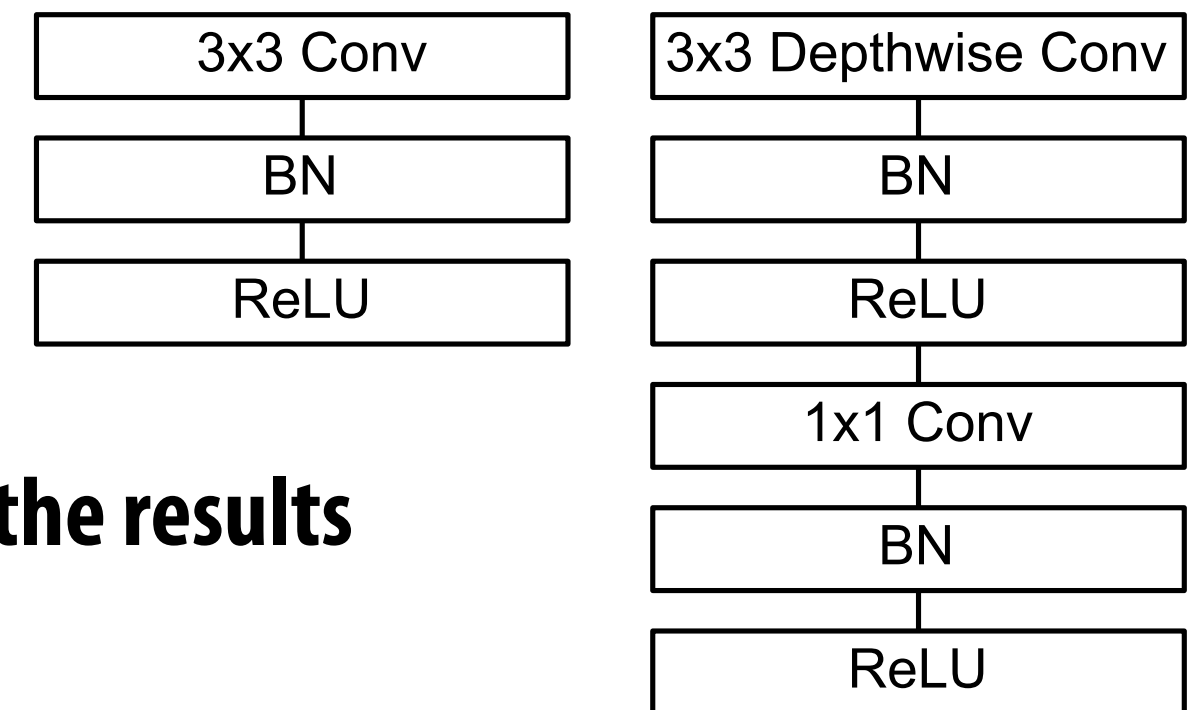 3x3 Conv
BN
ReLU
3x3 Depthwise Conv
BN
ReLU
1x1 Conv
BN
ReLU
the results